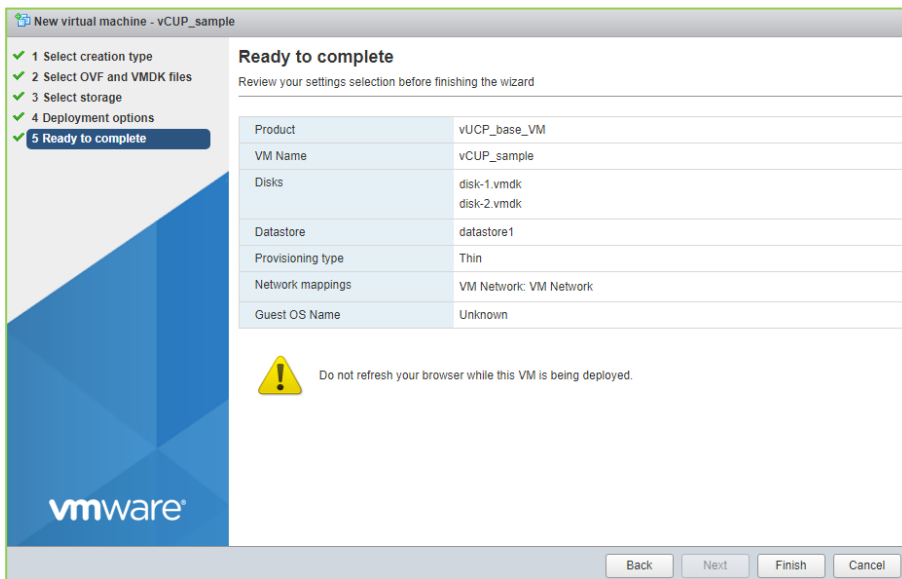 New virtual machine - vCUP_sample
1 Select creation type
2 Select OVF and VMDK files
3 Select storage
4 Deployment options
5 Ready to complete
Ready to complete
Review your settings selection before finishing the wizard
Product vUCP_base_VM
VM Name vCUP_sample
Disks disk-1.vmdk
disk-2.vmdk
Datastore datastore1
Provisioning type Thin
Network mappings VM Network: VM Network
Guest OS Name Unknown
Do not refresh your browser while this VM is being deployed.
vmware®
Back Next Finish Cancel